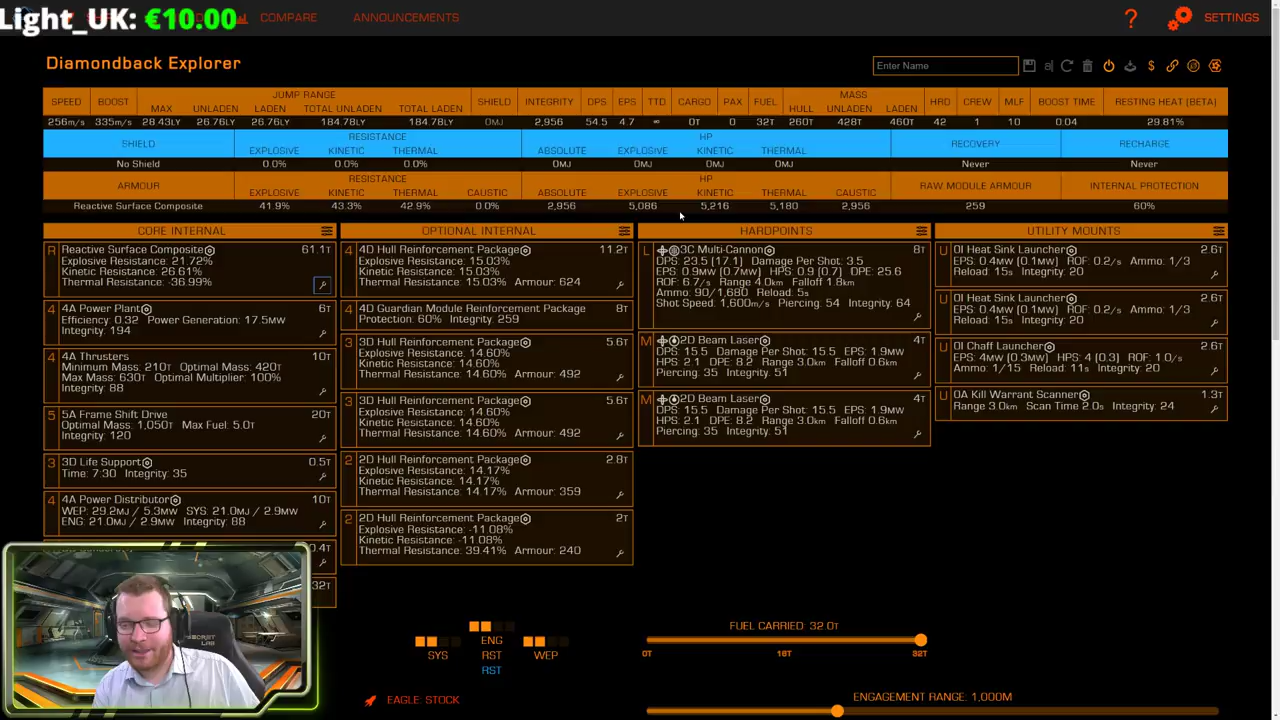 Light_UK: €10.00
COMPARE
ANNOUNCEMENTS
SETTINGS
Diamondback Explorer
Enter Name
SPEED BOOST JUMP RANGE SHIELD INTEGRITY DPS EPS TTD CARGO PAX FUEL MASS HRD CREW MLF BOOST TIME RESTING HEAT (BETA)
MAX UNLADEN LADEN TOTAL UNLADEN TOTAL LADEN HULL UNLADEN LADEN
256m/s 335m/s 28.43LY 26.76LY 26.76LY 184.78LY 184.78LY 0MJ 2,956 54.5 4.7 ∞ 0T 0 32T 260T 428T 460T 42 1 10 0.04 29.81%
SHIELD RESISTANCE HP RECOVERY RECHARGE
EXPLOSIVE KINETIC THERMAL ABSOLUTE EXPLOSIVE KINETIC THERMAL
No Shield 0.0% 0.0% 0.0% 0MJ 0MJ 0MJ 0MJ Never Never
ARMOUR RESISTANCE HP RAW MODULE ARMOUR INTERNAL PROTECTION
EXPLOSIVE KINETIC THERMAL CAUSTIC ABSOLUTE EXPLOSIVE KINETIC THERMAL CAUSTIC
Reactive Surface Composite 41.9% 43.3% 42.9% 0.0% 2,956 5,086 5,216 5,180 2,956 259 60%
CORE INTERNAL
R Reactive Surface Composite 61.1T
Explosive Resistance: 21.72%
Kinetic Resistance: 26.61%
Thermal Resistance: -36.99%
4 4A Power Plant 6T
Efficiency: 0.32 Power Generation: 17.5MW
Integrity: 194
4 4A Thrusters 10T
Minimum Mass: 210T Optimal Mass: 420T
Max Mass: 630T Optimal Multiplier: 100%
Integrity: 88
5 5A Frame Shift Drive 20T
Optimal Mass: 1,050T Max Fuel: 5.0T
Integrity: 120
3 3D Life Support 0.5T
Time: 7:30 Integrity: 35
4 4A Power Distributor 10T
WEP: 29.2MJ / 5.3MW SYS: 21.0MJ / 2.9MW
ENG: 21.0MJ / 2.9MW Integrity: 88
32T
OPTIONAL INTERNAL
4 4D Hull Reinforcement Package 11.2T
Explosive Resistance: 15.03%
Kinetic Resistance: 15.03%
Thermal Resistance: 15.03% Armour: 624
4 4D Guardian Module Reinforcement Package 8T
Protection: 60% Integrity: 259
3 3D Hull Reinforcement Package 5.6T
Explosive Resistance: 14.60%
Kinetic Resistance: 14.60%
Thermal Resistance: 14.60% Armour: 492
3 3D Hull Reinforcement Package 5.6T
Explosive Resistance: 14.60%
Kinetic Resistance: 14.60%
Thermal Resistance: 14.60% Armour: 492
2 2D Hull Reinforcement Package 2.8T
Explosive Resistance: 14.17%
Kinetic Resistance: 14.17%
Thermal Resistance: 14.17% Armour: 359
2 2D Hull Reinforcement Package 2T
Explosive Resistance: -11.08%
Kinetic Resistance: -11.08%
Thermal Resistance: 39.41% Armour: 240
HARDPOINTS
L 3C Multi-Cannon 8T
DPS: 23.5 [17.1] Damage Per Shot: 3.5
EPS: 0.9MW [0.7MW] HPS: 0.9 [0.7] DPE: 25.6
ROF: 6.7/s Range 4.0km Falloff 1.8km
Ammo: 90/1,680 Reload: 5s
Shot Speed: 1,600m/s Piercing: 54 Integrity: 64
M 2D Beam Laser 4T
DPS: 15.5 Damage Per Shot: 15.5 EPS: 1.9MW
HPS: 2.1 DPE: 8.2 Range 3.0km Falloff 0.6km
Piercing: 35 Integrity: 51
M 2D Beam Laser 4T
DPS: 15.5 Damage Per Shot: 15.5 EPS: 1.9MW
HPS: 2.1 DPE: 8.2 Range 3.0km Falloff 0.6km
Piercing: 35 Integrity: 51
UTILITY MOUNTS
U 0I Heat Sink Launcher 2.6T
EPS: 0.4MW [0.1MW] ROF: 0.2/s Ammo: 1/3
Reload: 15s Integrity: 20
U 0I Heat Sink Launcher 2.6T
EPS: 0.4MW [0.1MW] ROF: 0.2/s Ammo: 1/3
Reload: 15s Integrity: 20
U 0I Chaff Launcher 2.6T
EPS: 4MW [0.3MW] HPS: 4 [0.3] ROF: 1.0/s
Ammo: 1/15 Reload: 11s Integrity: 20
U 0A Kill Warrant Scanner 1.3T
Range 3.0km Scan Time 2.0s Integrity: 24
SYS
ENG
WEP
RST
RST
FUEL CARRIED: 32.0T
0T 16T 32T
EAGLE: STOCK
ENGAGEMENT RANGE: 1,000M